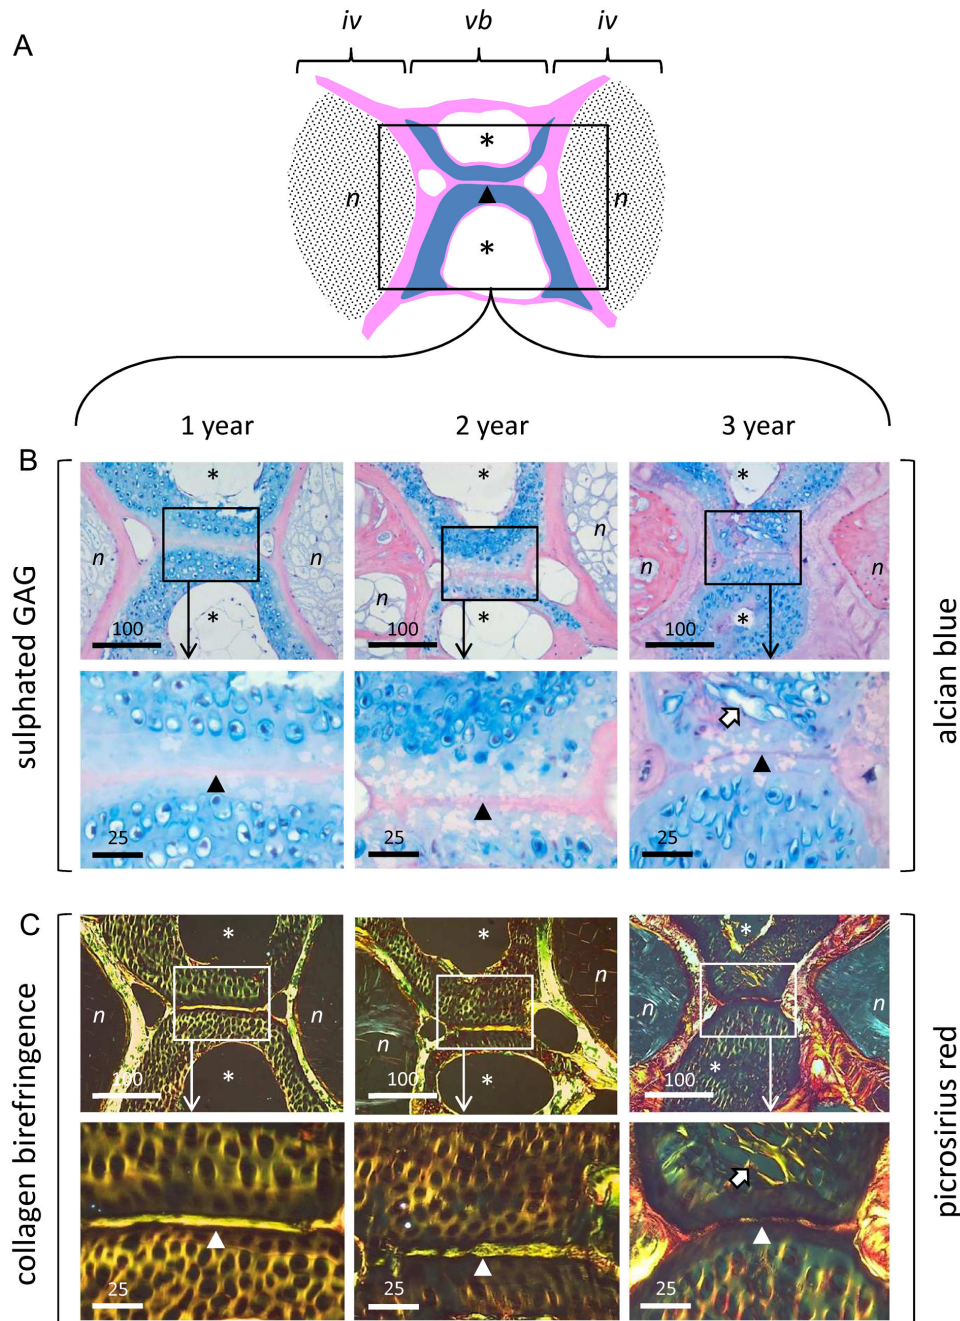 A
iv vb iv
*
n n
*
1 year 2 year 3 year
B
sulphated GAG
alcian blue
* * *
n n n n n
* * *
100 100 100
25 25 25
C
collagen birefringence
picrosirius red
* * *
n n n n n n
* * *
100 100 100
25 25 25